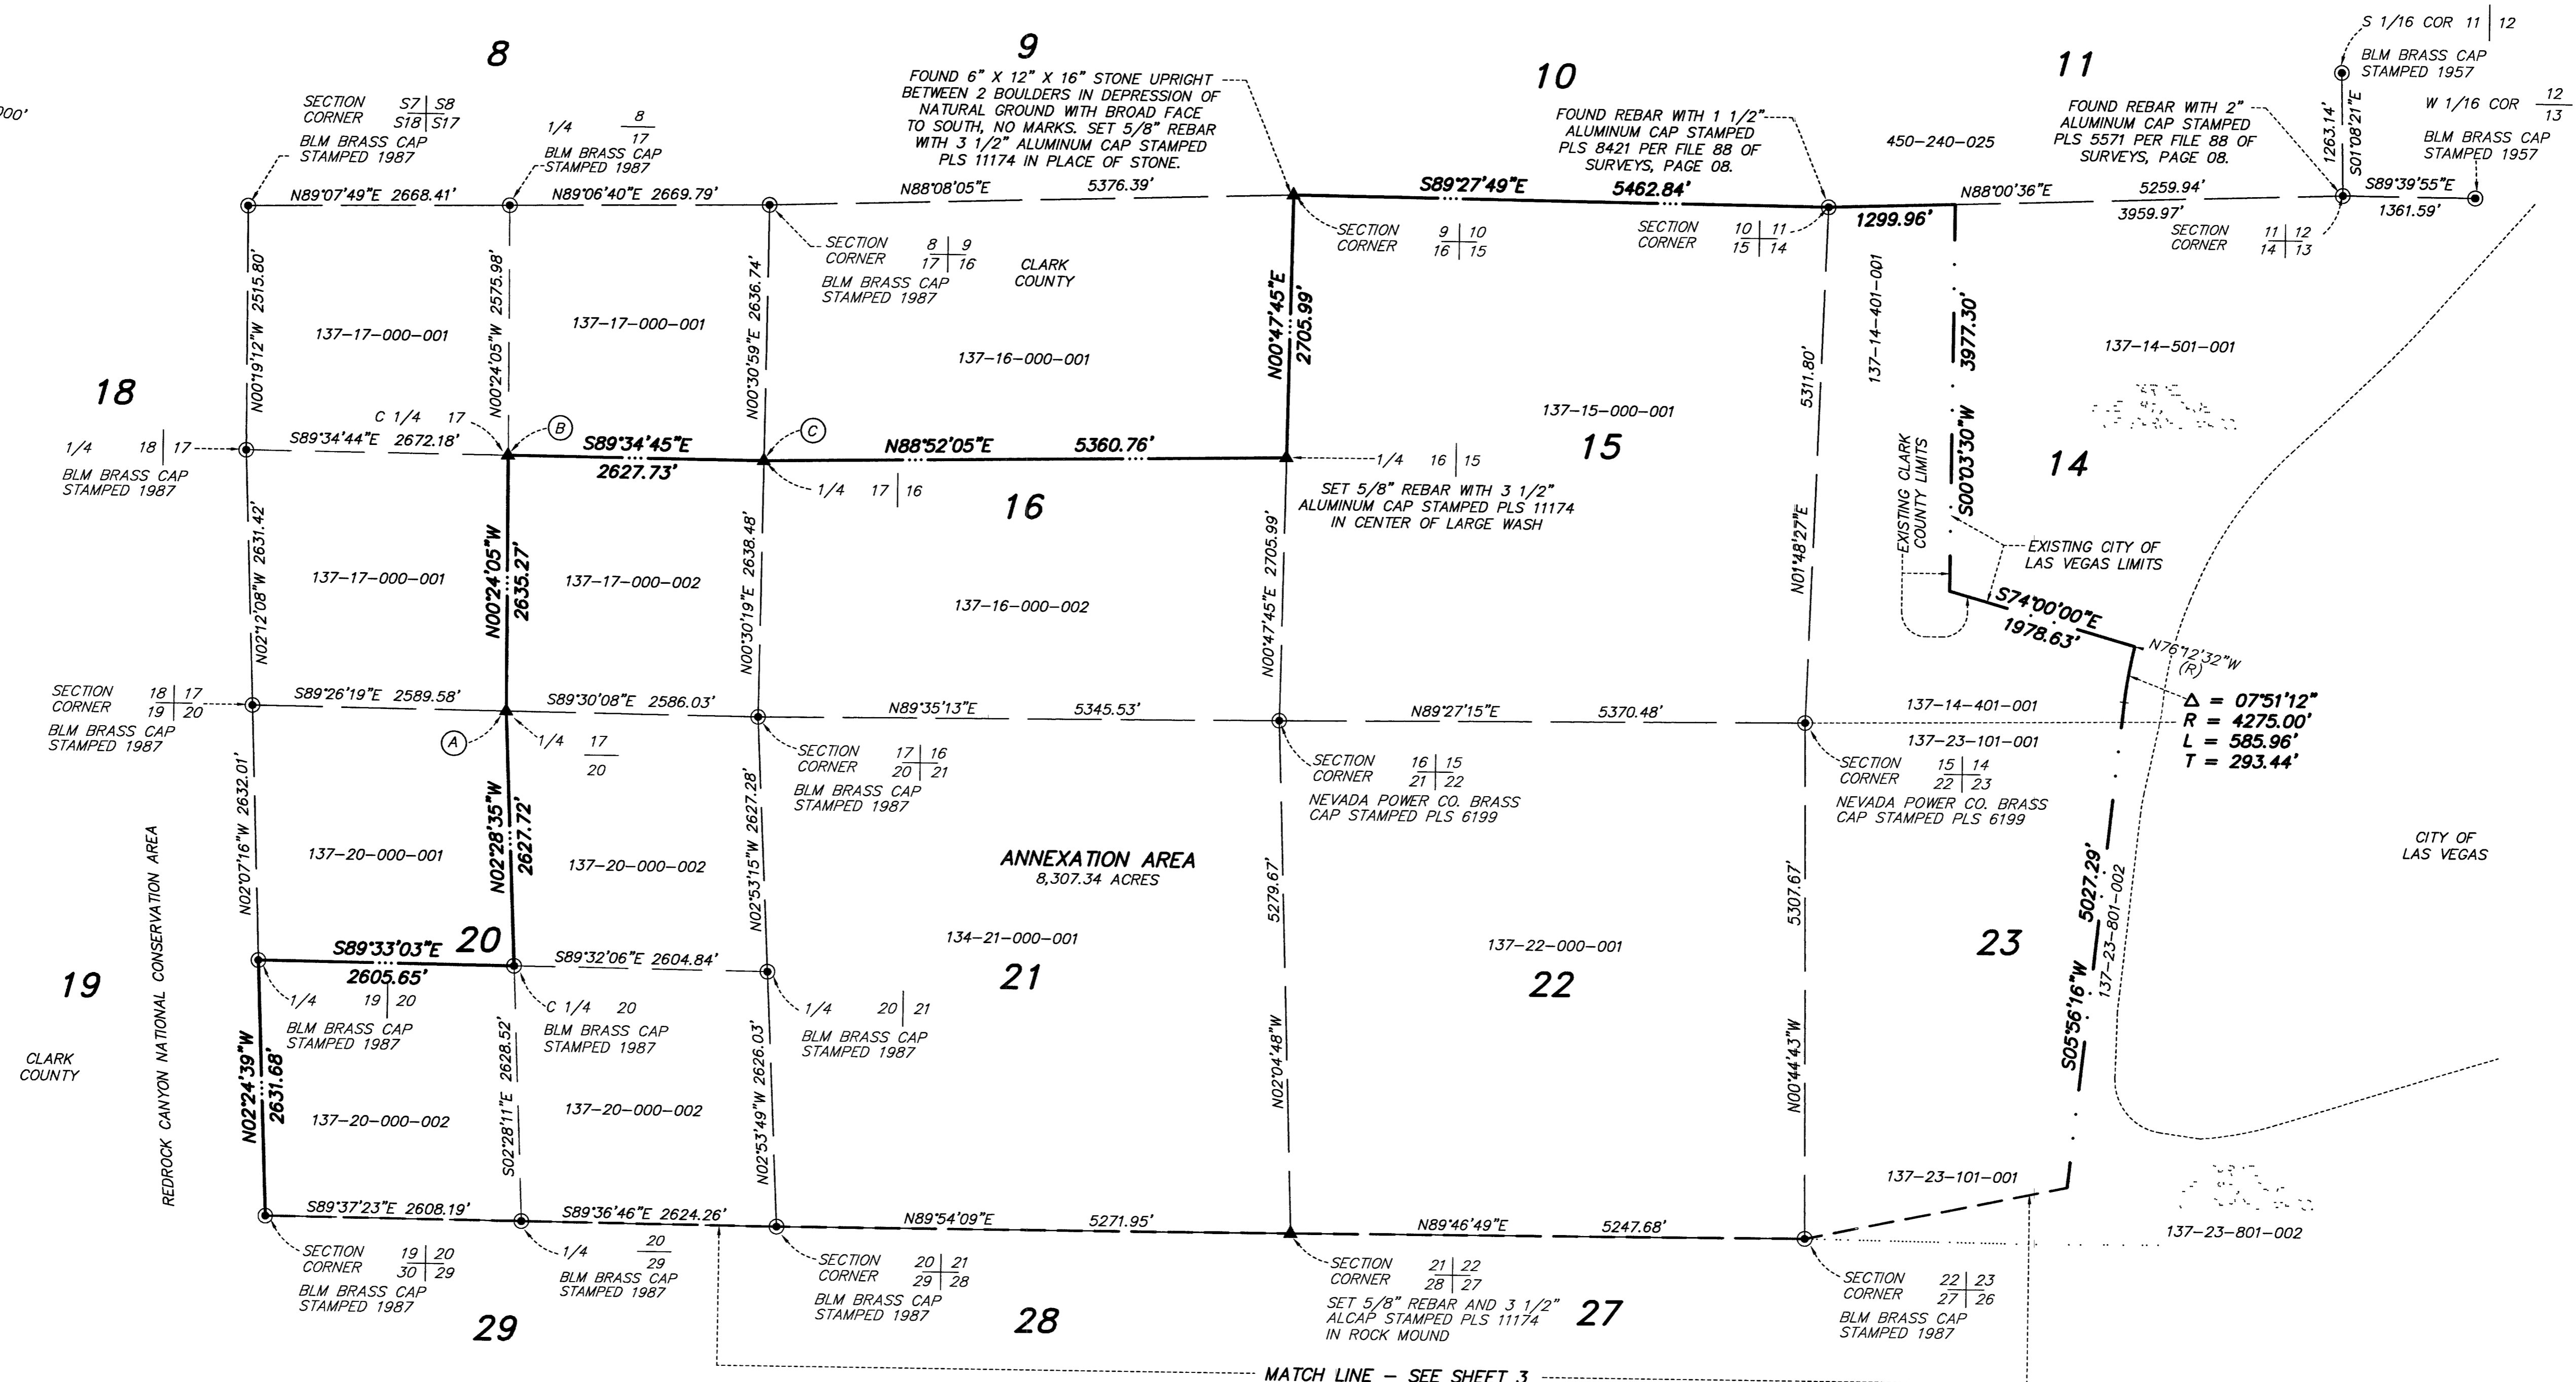 000'
8
9
10
11
S 1/16 COR 11 | 12
BLM BRASS CAP
STAMPED 1957
W 1/16 COR 12
13
BLM BRASS CAP
STAMPED 1957
1263.14'
S01°08'21"E
SECTION S7 | S8
CORNER S18 | S17
BLM BRASS CAP
STAMPED 1987
1/4 8
17
BLM BRASS CAP
STAMPED 1987
FOUND 6" X 12" X 16" STONE UPRIGHT
BETWEEN 2 BOULDERS IN DEPRESSION OF
NATURAL GROUND WITH BROAD FACE
TO SOUTH, NO MARKS. SET 5/8" REBAR
WITH 3 1/2" ALUMINUM CAP STAMPED
PLS 11174 IN PLACE OF STONE.
FOUND REBAR WITH 1 1/2"
ALUMINUM CAP STAMPED
PLS 8421 PER FILE 88 OF
SURVEYS, PAGE 08.
450-240-025
FOUND REBAR WITH 2"
ALUMINUM CAP STAMPED
PLS 5571 PER FILE 88 OF
SURVEYS, PAGE 08.
N89°07'49"E 2668.41'
N89°06'40"E 2669.79'
N88°08'05"E 5376.39'
S89°27'49"E 5462.84'
1299.96'
N88°00'36"E 5259.94'
3959.97'
S89°39'55"E
1361.59'
SECTION 8 | 9
CORNER 17 | 16
BLM BRASS CAP
STAMPED 1987
CLARK
COUNTY
SECTION 9 | 10
CORNER 16 | 15
SECTION 10 | 11
CORNER 15 | 14
SECTION 11 | 12
CORNER 14 | 13
N00°19'12"W 2515.80'
N00°24'05"W 2575.98'
N00°30'59"E 2636.74'
N00°47'45"E
2705.99'
5311.80'
137-14-401-001
S00°03'30"W 3977.30'
137-17-000-001
137-17-000-001
137-16-000-001
137-15-000-001
137-14-501-001
18
15
14
1/4 18 | 17
BLM BRASS CAP
STAMPED 1987
C 1/4 17
B
C
S89°34'44"E 2672.18'
S89°34'45"E
2627.73'
N88°52'05"E 5360.76'
1/4 17 | 16
16
1/4 16 | 15
SET 5/8" REBAR WITH 3 1/2"
ALUMINUM CAP STAMPED PLS 11174
IN CENTER OF LARGE WASH
EXISTING CLARK
COUNTY LIMITS
EXISTING CITY OF
LAS VEGAS LIMITS
N02°12'08"W 2631.42'
N00°24'05"W
2635.27'
N00°30'19"E 2638.48'
N00°47'45"E 2705.99'
N01°48'27"E
137-17-000-001
137-17-000-002
137-16-000-002
S74°00'00"E
1978.63'
N76°12'32"W
(R)
Δ = 07°51'12"
R = 4275.00'
L = 585.96'
T = 293.44'
SECTION 18 | 17
CORNER 19 | 20
BLM BRASS CAP
STAMPED 1987
S89°26'19"E 2589.58'
S89°30'08"E 2586.03'
N89°35'13"E 5345.53'
N89°27'15"E 5370.48'
137-14-401-001
137-23-101-001
A
1/4 17
20
SECTION 17 | 16
CORNER 20 | 21
BLM BRASS CAP
STAMPED 1987
SECTION 16 | 15
CORNER 21 | 22
NEVADA POWER CO. BRASS
CAP STAMPED PLS 6199
SECTION 15 | 14
CORNER 22 | 23
NEVADA POWER CO. BRASS
CAP STAMPED PLS 6199
N02°07'16"W 2632.01'
N02°28'35"W
2627.72'
N02°53'15"W 2627.28'
5279.67'
5307.67'
S05°56'16"W 5027.29'
137-23-801-002
REDROCK CANYON NATIONAL CONSERVATION AREA
137-20-000-001
137-20-000-002
ANNEXATION AREA
8,307.34 ACRES
CITY OF
LAS VEGAS
134-21-000-001
137-22-000-001
19
20
21
22
23
S89°33'03"E
2605.65'
S89°32'06"E 2604.84'
1/4 19 | 20
BLM BRASS CAP
STAMPED 1987
C 1/4 20
BLM BRASS CAP
STAMPED 1987
1/4 20 | 21
BLM BRASS CAP
STAMPED 1987
CLARK
COUNTY
N02°24'39"W
2631.68'
S02°28'11"E 2628.52'
N02°53'49"W 2626.03'
N02°04'48"W
N00°44'43"W
137-20-000-002
137-20-000-002
137-23-101-001
137-23-801-002
S89°37'23"E 2608.19'
S89°36'46"E 2624.26'
N89°54'09"E 5271.95'
N89°46'49"E 5247.68'
SECTION 19 | 20
CORNER 30 | 29
BLM BRASS CAP
STAMPED 1987
1/4 20
29
BLM BRASS CAP
STAMPED 1987
SECTION 20 | 21
CORNER 29 | 28
BLM BRASS CAP
STAMPED 1987
SECTION 21 | 22
CORNER 28 | 27
SET 5/8" REBAR AND 3 1/2"
ALCAP STAMPED PLS 11174
IN ROCK MOUND
SECTION 22 | 23
CORNER 27 | 26
BLM BRASS CAP
STAMPED 1987
29
28
27
MATCH LINE – SEE SHEET 3